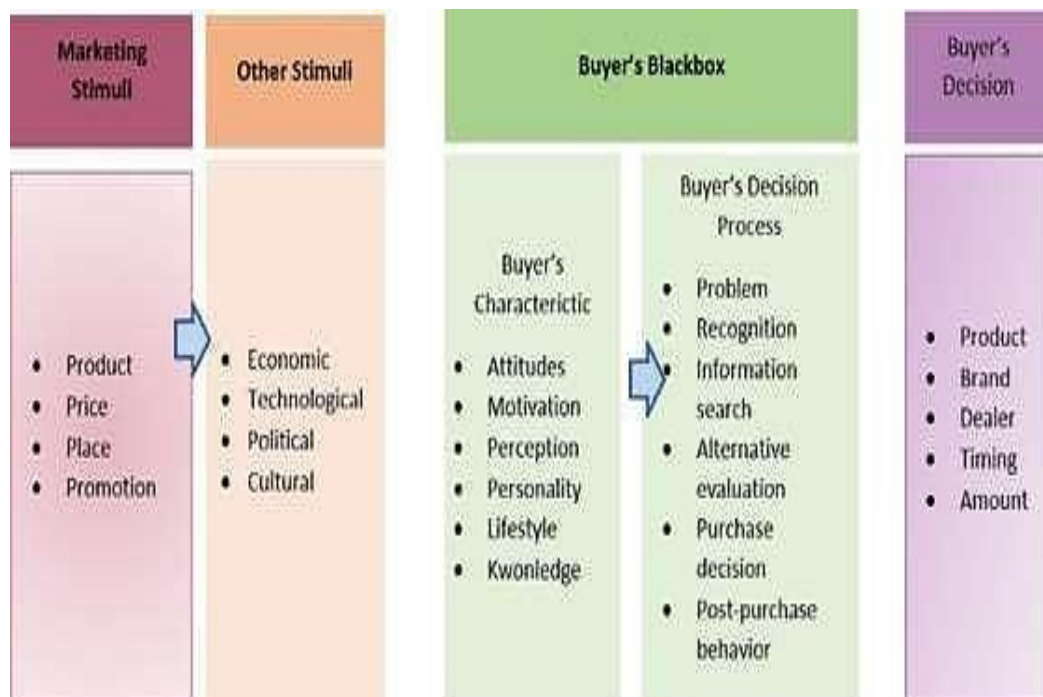 Marketing
Stimuli
Product
Price
Place
Promotion
Other Stimuli
Economic
Technological
Political
Cultural
Buyer's Blackbox
Buyer's
Characterictic
Attitudes
Motivation
Perception
Personality
Lifestyle
Kwonledge
Buyer's Decision
Process
Problem
Recognition
Information
search
Alternative
evaluation
Purchase
decision
Post-purchase
behavior
Buyer's
Decision
Product
Brand
Dealer
Timing
Amount